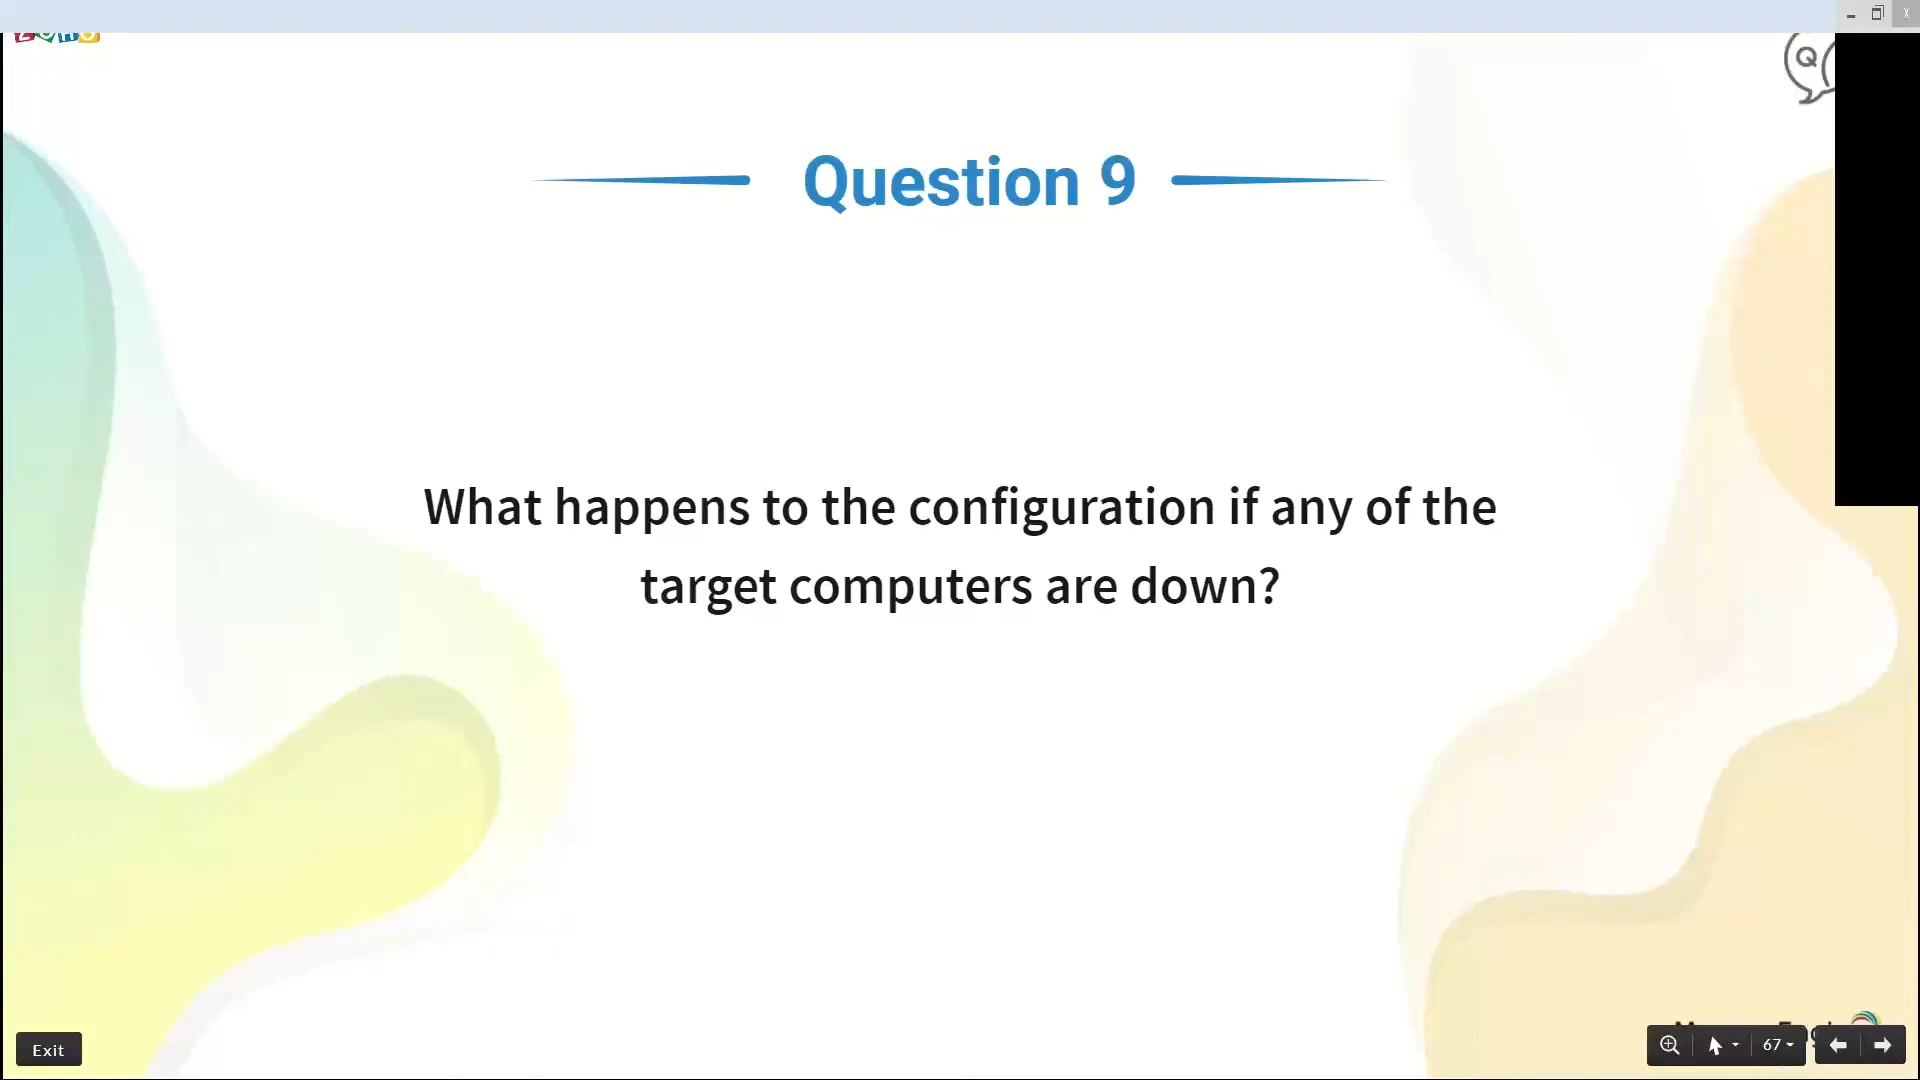 Question 9
What happens to the configuration if any of the
target computers are down?
Exit
67